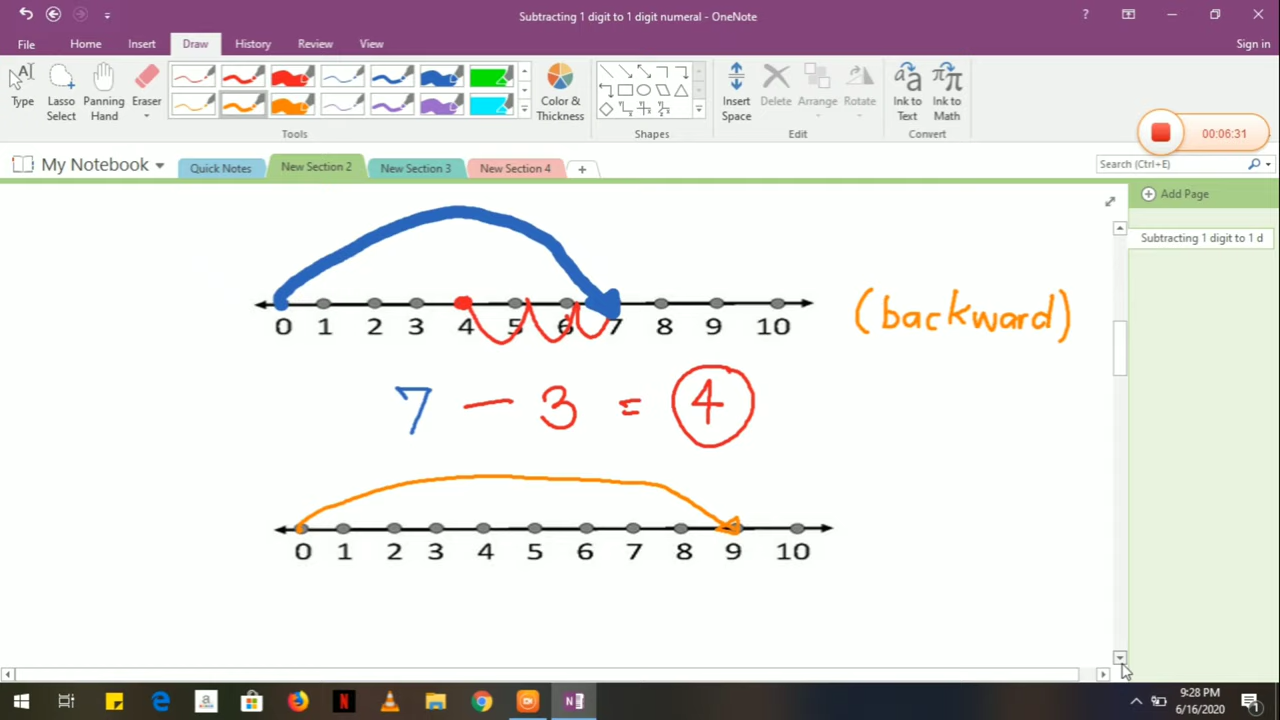 Subtracting 1 digit to 1 digit numeral - OneNote
?
File Home Insert Draw History Review View Sign in
Type
Lasso Select
Panning Hand
Eraser
Color & Thickness
Insert Space
Delete
Arrange
Rotate
Ink to Text
Ink to Math
Tools Shapes Edit Convert
00:06:31
My Notebook Quick Notes New Section 2 New Section 3 New Section 4 +
Search (Ctrl+E)
Add Page
Subtracting 1 digit to 1 d
0 1 2 3 4 5 6 7 8 9 10
(backward)
7 - 3 = 4
0 1 2 3 4 5 6 7 8 9 10
9:28 PM
6/16/2020